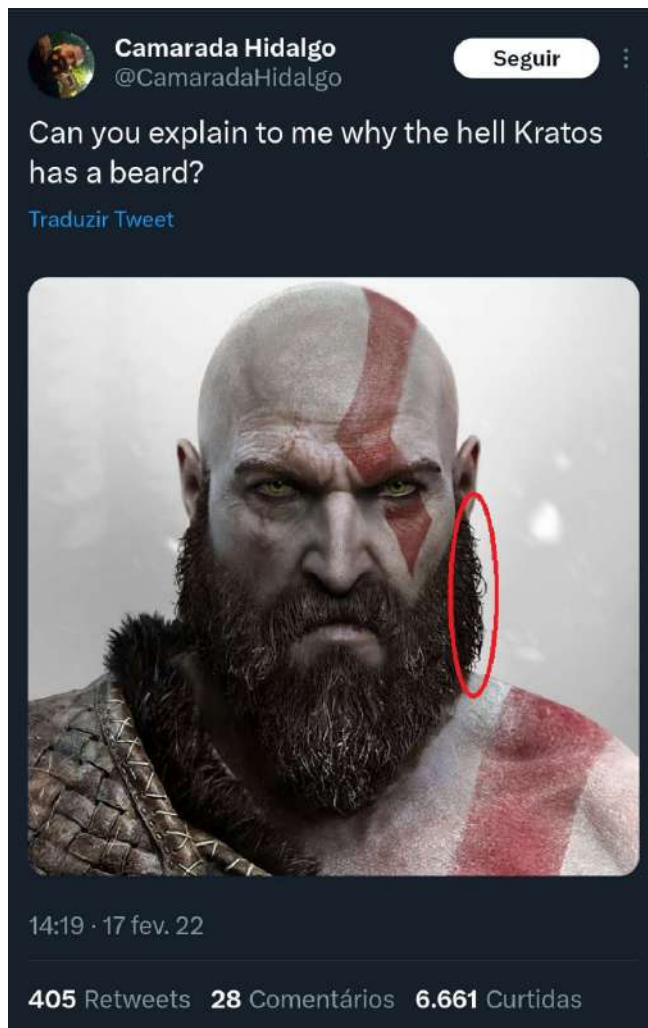 Camarada Hidalgo
@CamaradaHidalgo
Seguir
Can you explain to me why the hell Kratos
has a beard?
Traduzir Tweet
14:19 · 17 fev. 22
405 Retweets 28 Comentários 6.661 Curtidas